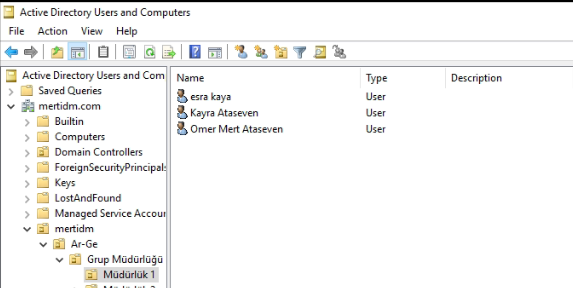 Active Directory Users and Computers
File Action View Help
Active Directory Users and Com
Saved Queries
mertidm.com
Builtin
Computers
Domain Controllers
ForeignSecurityPrincipals
Keys
LostAndFound
Managed Service Accour
mertidm
Ar-Ge
Grup Müdürlüğü
Müdürlük 1
Name Type Description
esra kaya User
Kayra Ataseven User
Omer Mert Ataseven User